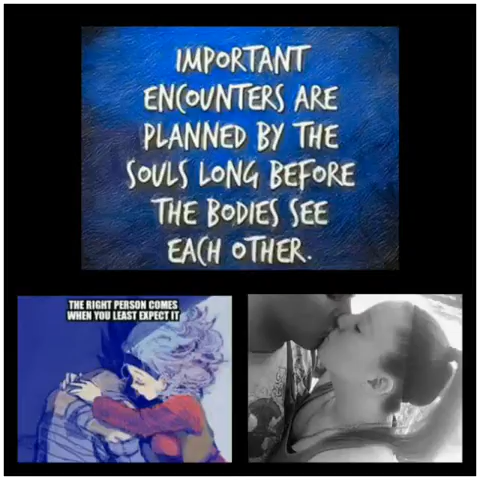 IMPORTANT
ENCOUNTERS ARE
PLANNED BY THE
SOULS LONG BEFORE
THE BODIES SEE
EACH OTHER.
THE RIGHT PERSON COMES
WHEN YOU LEAST EXPECT IT